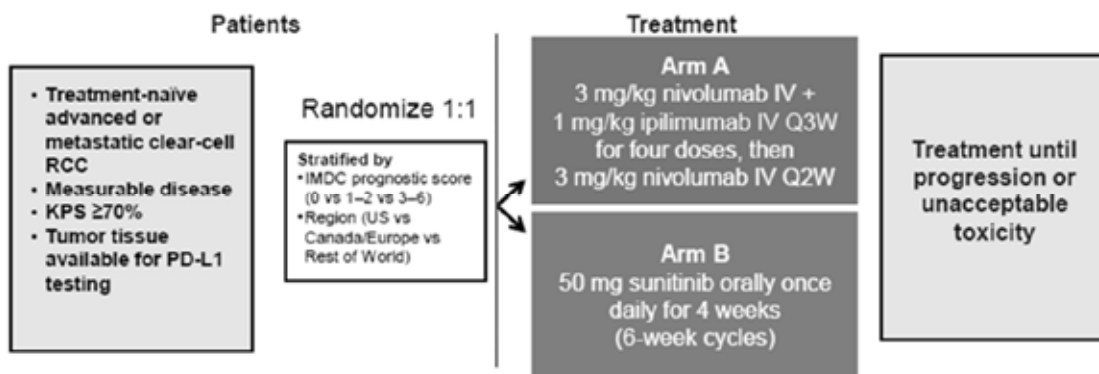 Patients
Treatment
• Treatment-naïve
advanced or
metastatic clear-cell
RCC
• Measurable disease
• KPS ≥70%
• Tumor tissue
available for PD-L1
testing
Randomize 1:1
Stratified by
•IMDC prognostic score
(0 vs 1–2 vs 3–6)
•Region (US vs
Canada/Europe vs
Rest of World)
Arm A
3 mg/kg nivolumab IV +
1 mg/kg ipilimumab IV Q3W
for four doses, then
3 mg/kg nivolumab IV Q2W
Arm B
50 mg sunitinib orally once
daily for 4 weeks
(6-week cycles)
Treatment until
progression or
unacceptable
toxicity